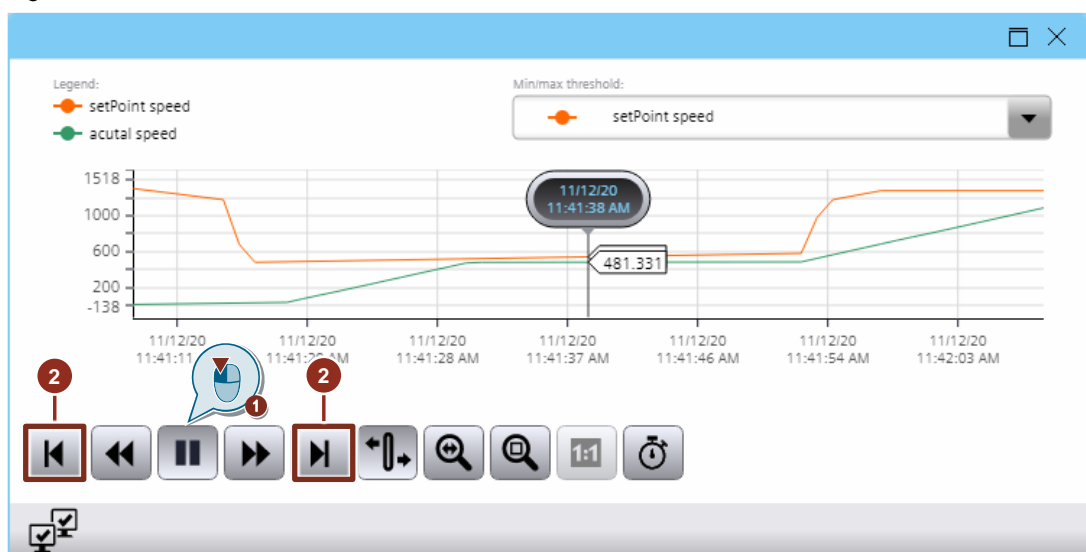 Legend:
Min/max threshold:
setPoint speed
setPoint speed
acutal speed
1518
1000
600
200
-138
11/12/20
11:41:38 AM
481.331
11/12/20 11/12/20 11/12/20 11/12/20 11/12/20 11/12/20 11/12/20
11:41:11 11:41:28 AM 11:41:37 AM 11:41:46 AM 11:41:54 AM 11:42:03 AM
2
1
2
1:1